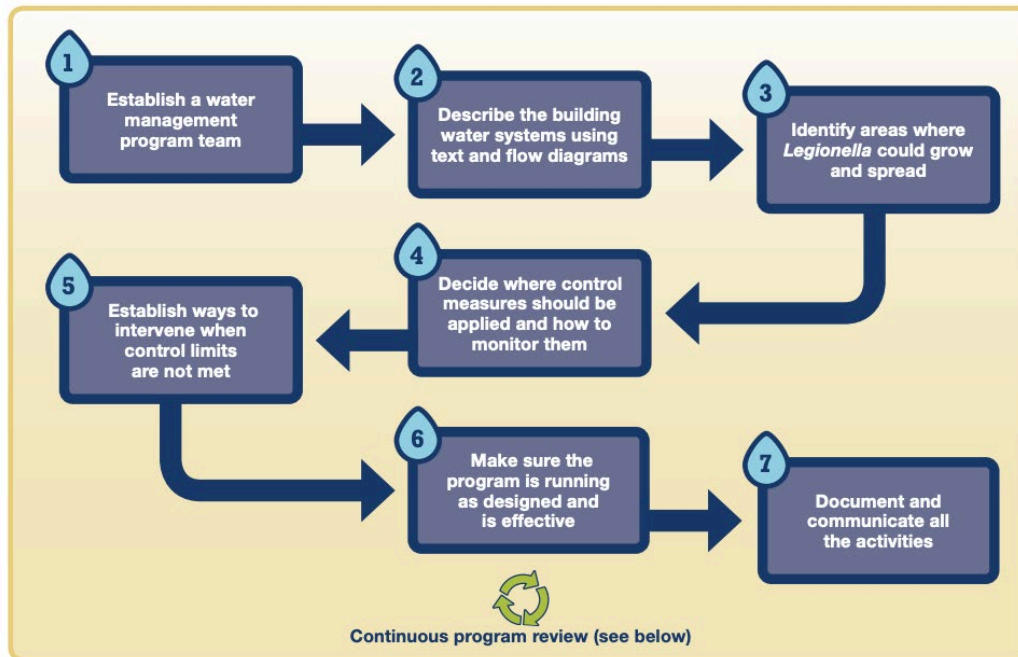 1
Establish a water
management
program team
2
Describe the building
water systems using
text and flow diagrams
3
Identify areas where
Legionella could grow
and spread
4
Decide where control
measures should be
applied and how to
monitor them
5
Establish ways to
intervene when
control limits
are not met
6
Make sure the
program is running
as designed and
is effective
7
Document and
communicate all
the activities
Continuous program review (see below)